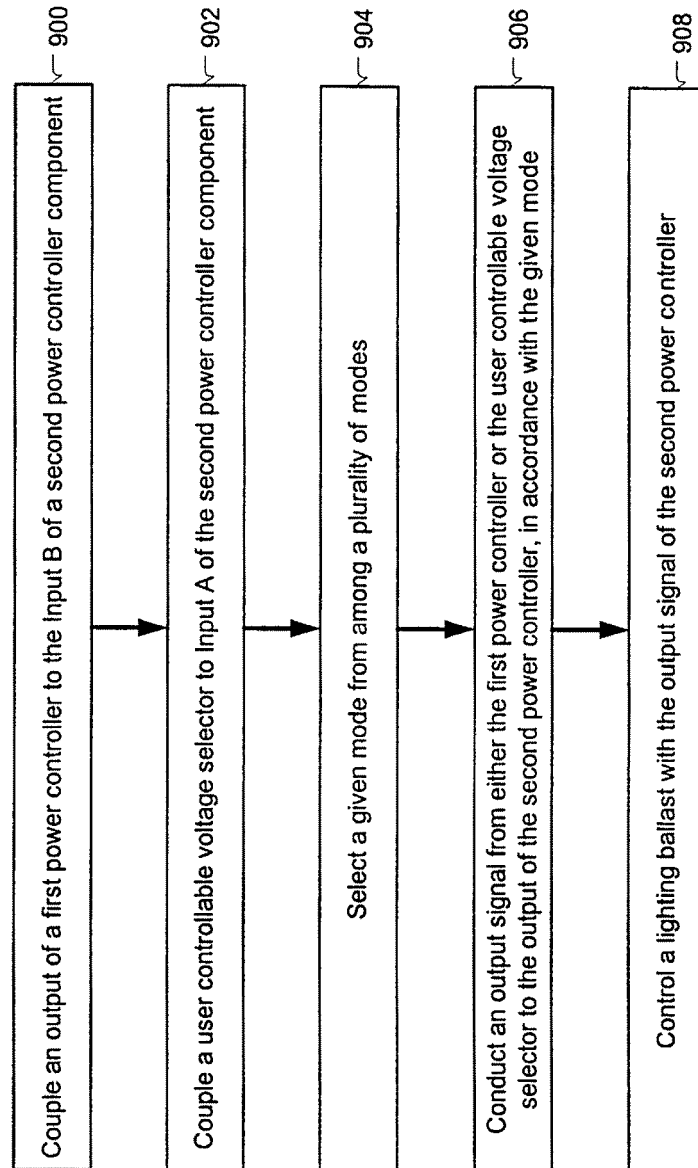 Couple an output of a first power controller to the Input B of a second power controller component
900
Couple a user controllable voltage selector to Input A of the second power controller component
902
Select a given mode from among a plurality of modes
904
Conduct an output signal from either the first power controller or the user controllable voltage
selector to the output of the second power controller, in accordance with the given mode
906
Control a lighting ballast with the output signal of the second power controller
908